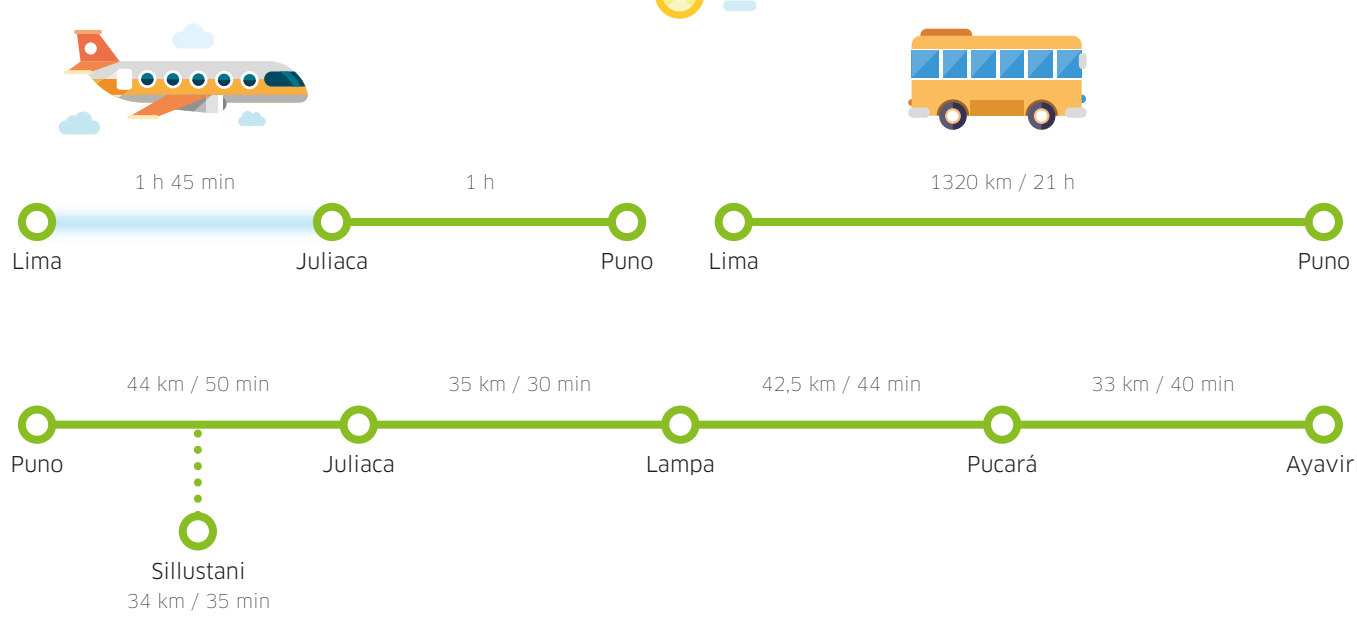 1 h 45 min
1 h
1320 km / 21 h
Lima
Juliaca
Puno
Lima
Puno
44 km / 50 min
35 km / 30 min
42,5 km / 44 min
33 km / 40 min
Puno
Juliaca
Lampa
Pucará
Ayavir
Sillustani
34 km / 35 min